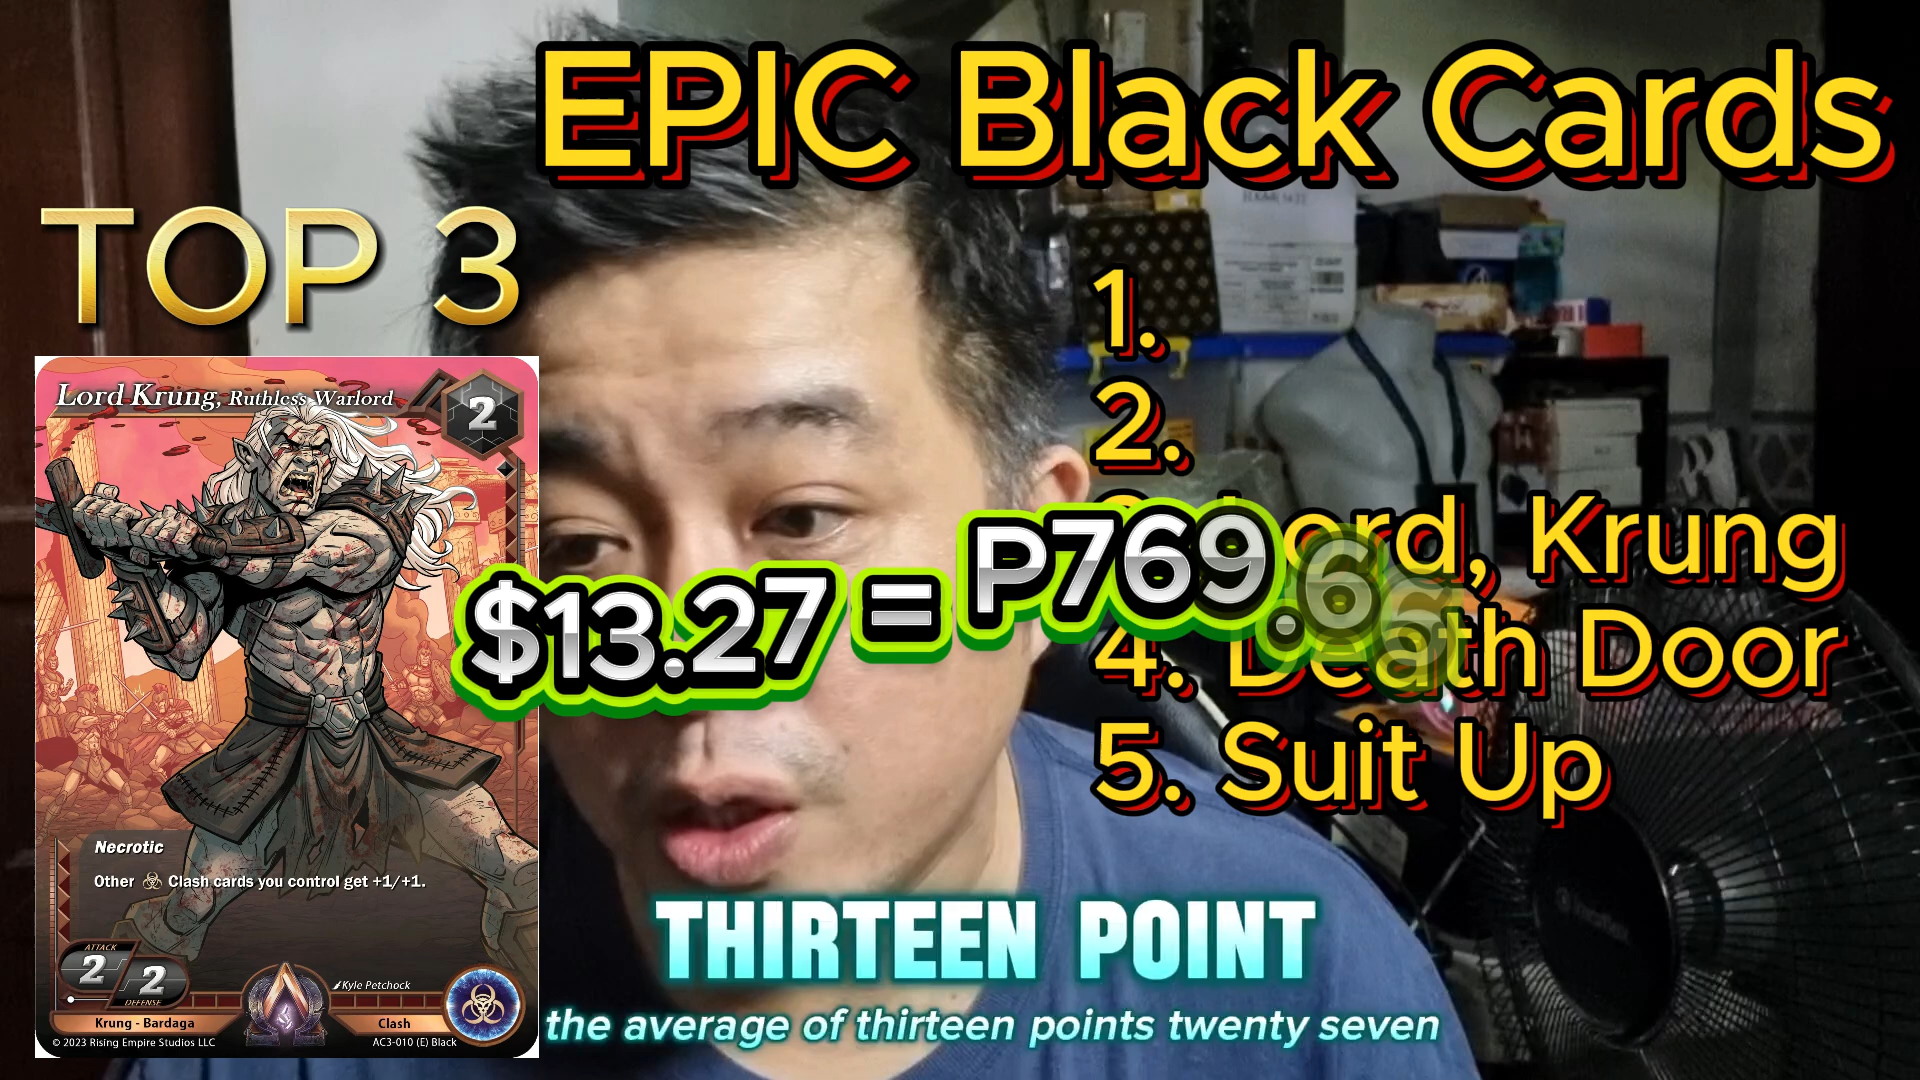 EPIC Black Cards
TOP 3
1.
2.
Lord, Krung
4. Death Door
5. Suit Up
$13.27 = P769.66
Lord Krung, Ruthless Warlord
2
Necrotic
Other Clash cards you control get +1/+1.
ATTACK
2
2
DEFENSE
Kyle Petchock
Krung - Bardaga
Clash
© 2023 Rising Empire Studios LLC
AC3-010 (E) Black
THIRTEEN POINT
the average of thirteen points twenty seven